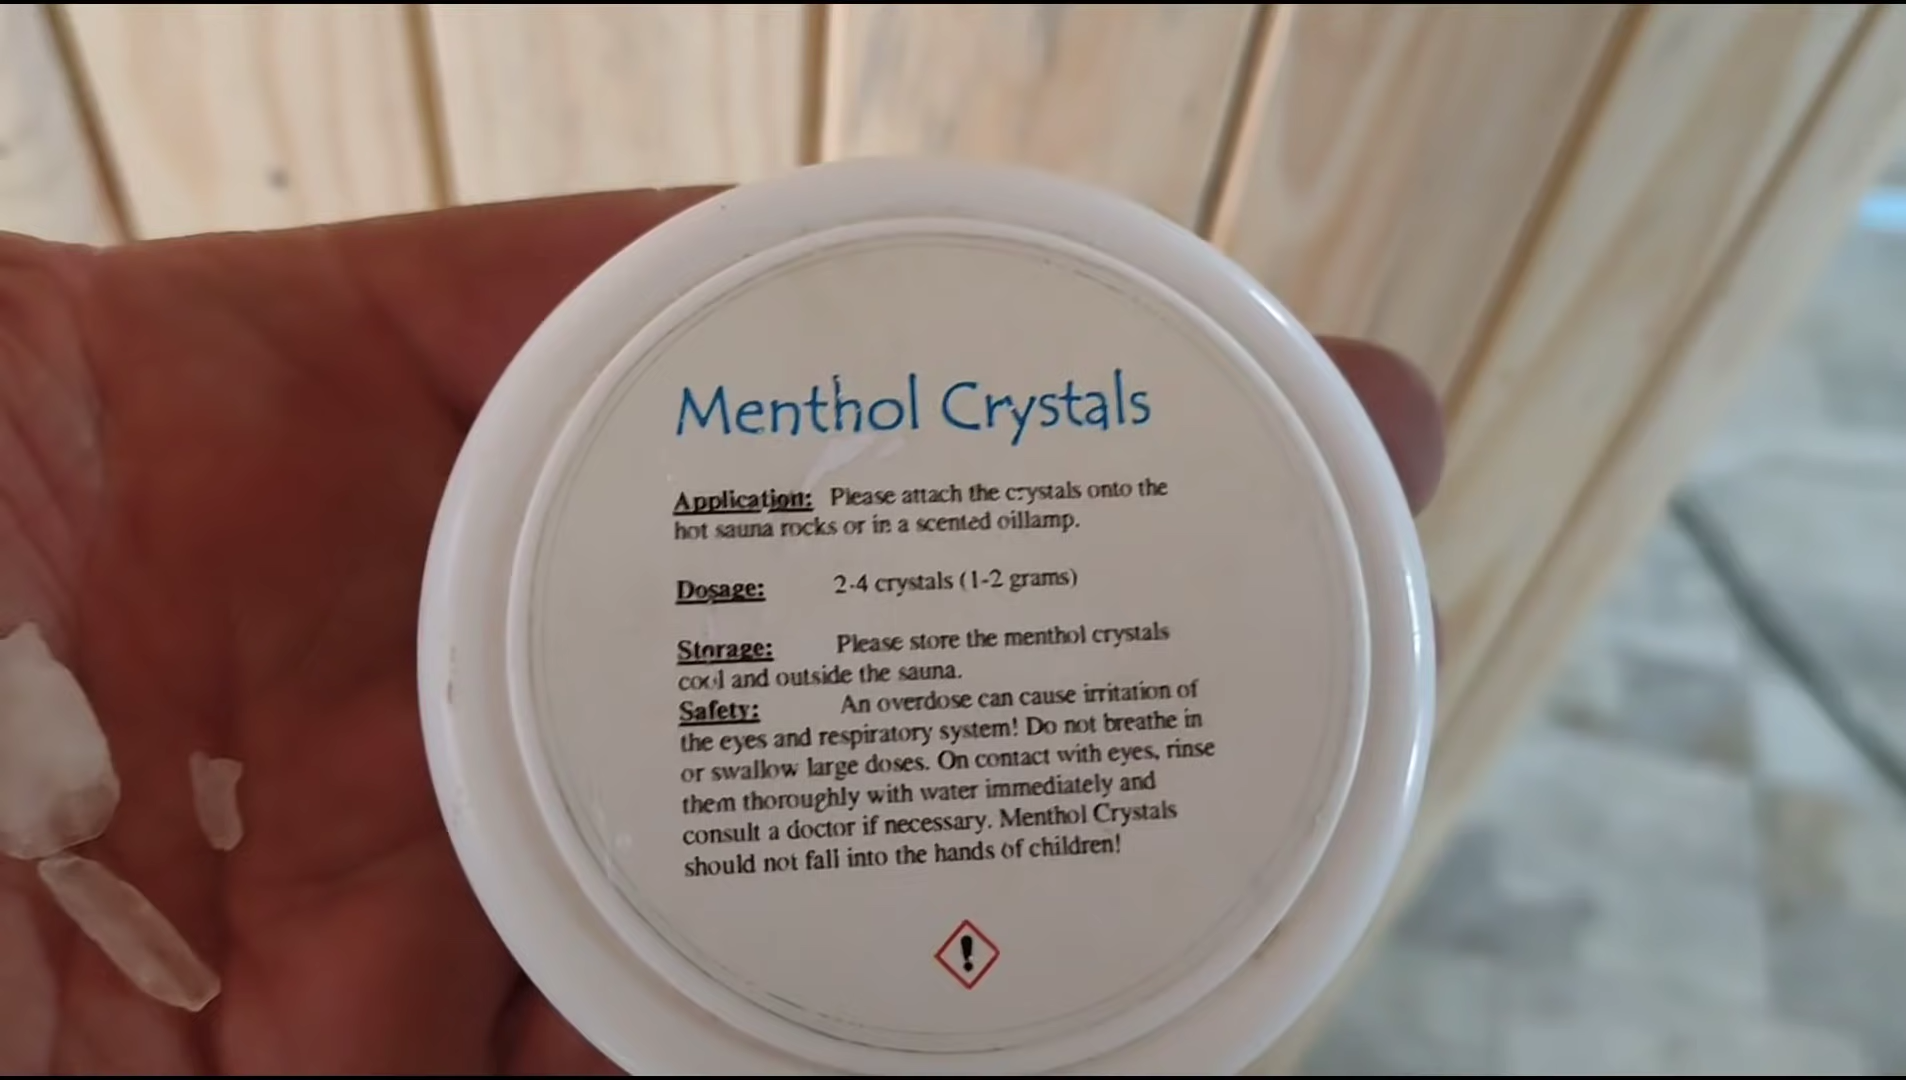 Menthol Crystals
Application: Please attach the crystals onto the
hot sauna rocks or in a scented oillamp.
Dosage: 2-4 crystals (1-2 grams)
Storage: Please store the menthol crystals
cool and outside the sauna.
Safety: An overdose can cause irritation of
the eyes and respiratory system! Do not breathe in
or swallow large doses. On contact with eyes, rinse
them thoroughly with water immediately and
consult a doctor if necessary. Menthol Crystals
should not fall into the hands of children!
!